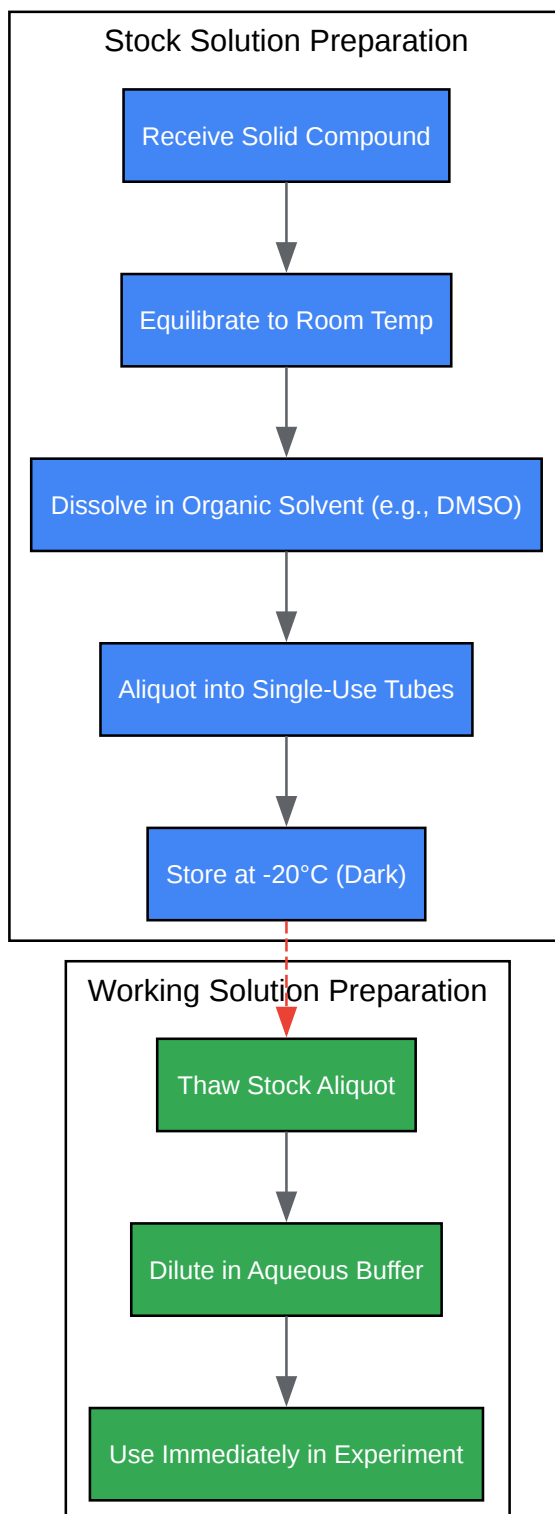 Stock Solution Preparation
Receive Solid Compound
Equilibrate to Room Temp
Dissolve in Organic Solvent (e.g., DMSO)
Aliquot into Single-Use Tubes
Store at -20°C (Dark)
Working Solution Preparation
Thaw Stock Aliquot
Dilute in Aqueous Buffer
Use Immediately in Experiment